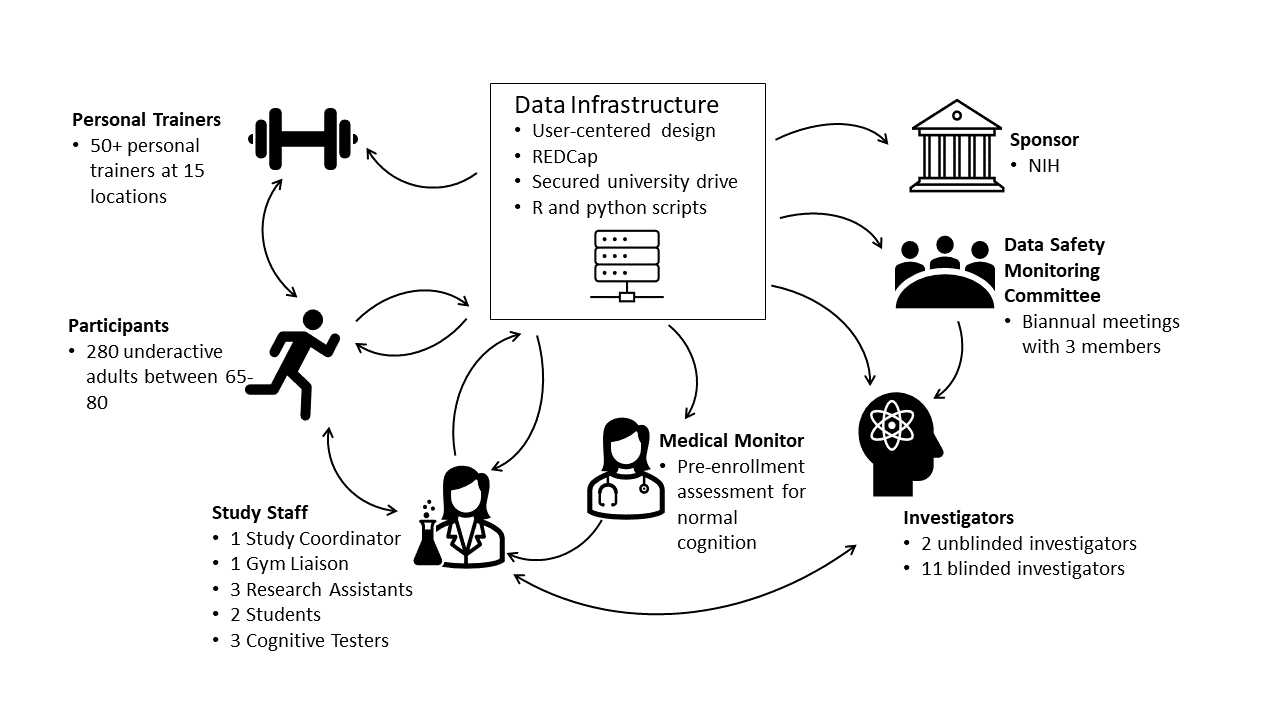 Data Infrastructure
• User-centered design
• REDCap
• Secured university drive
• R and python scripts
Personal Trainers
• 50+ personal
trainers at 15
locations
Sponsor
• NIH
Data Safety
Monitoring
Committee
• Biannual meetings
with 3 members
Participants
• 280 underactive
adults between 65-
80
Medical Monitor
• Pre-enrollment
assessment for
normal
cognition
Study Staff
• 1 Study Coordinator
• 1 Gym Liaison
• 3 Research Assistants
• 2 Students
• 3 Cognitive Testers
Investigators
• 2 unblinded investigators
• 11 blinded investigators